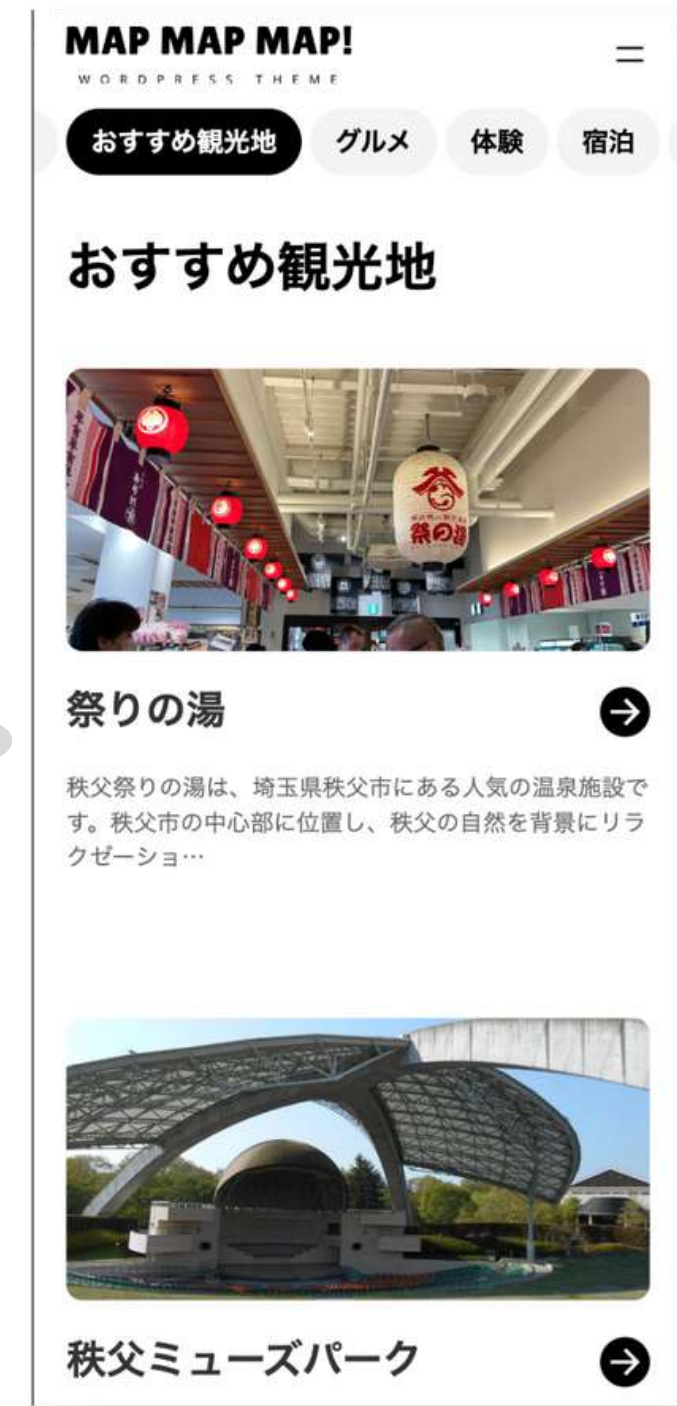 MAP MAP MAP!
WORDPRESS THEME
おすすめ観光地
グルメ
体験
宿泊
おすすめ観光地
祭の湯
祭りの湯
秩父祭りの湯は、埼玉県秩父市にある人気の温泉施設で
す。秩父市の中心部に位置し、秩父の自然を背景にリラ
クゼーショ…
秩父ミューズパーク